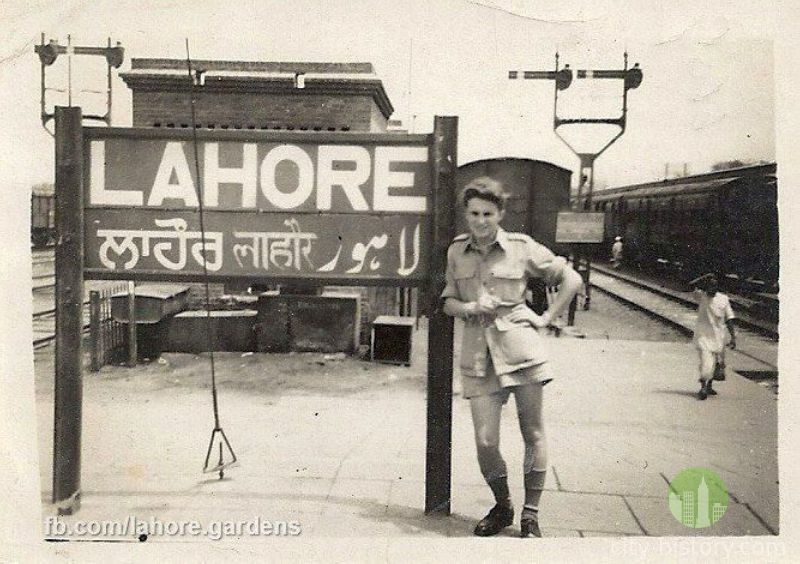 LAHORE
ਲਾਹੌਰ लाहौर لاہور
fb.com/lahore.gardens
city-history.com